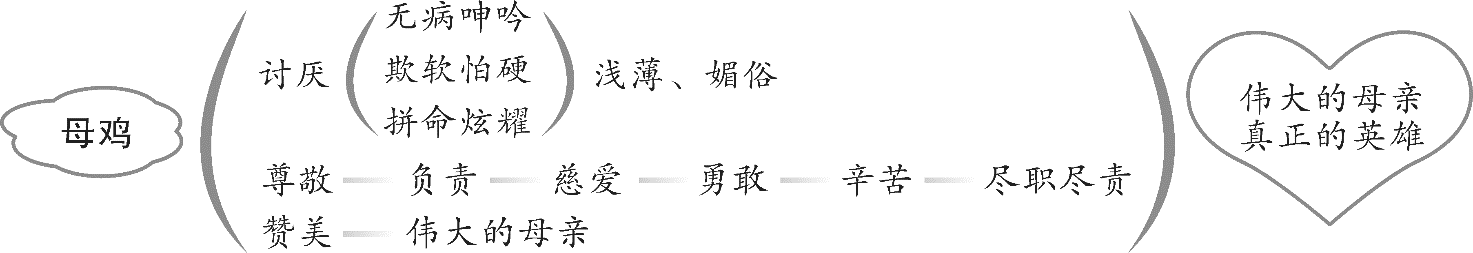 母鸡
讨厌
无病呻吟
欺软怕硬
拼命炫耀
浅薄、媚俗
尊敬 负责 慈爱 勇敢 辛苦 尽职尽责
赞美 伟大的母亲
伟大的母亲
真正的英雄